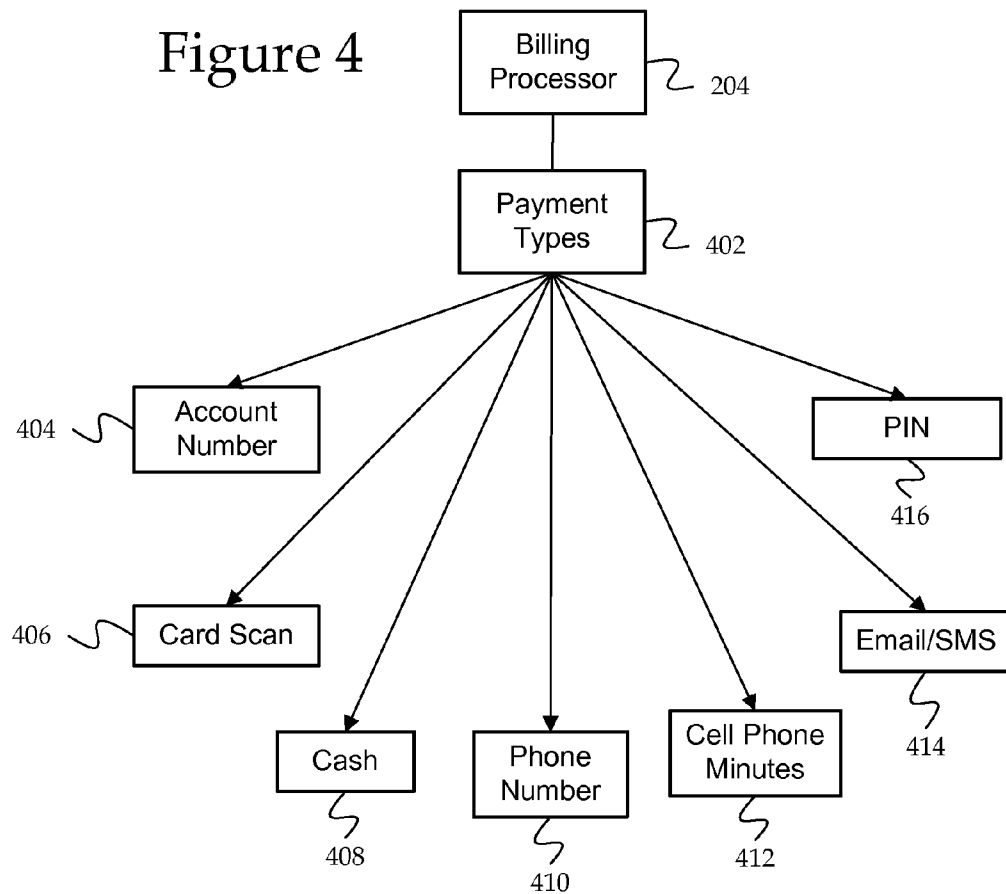 Figure 4
Billing
Processor
204
Payment
Types
402
Account
Number
404
PIN
416
Card Scan
406
Email/SMS
414
Cash
408
Phone
Number
410
Cell Phone
Minutes
412